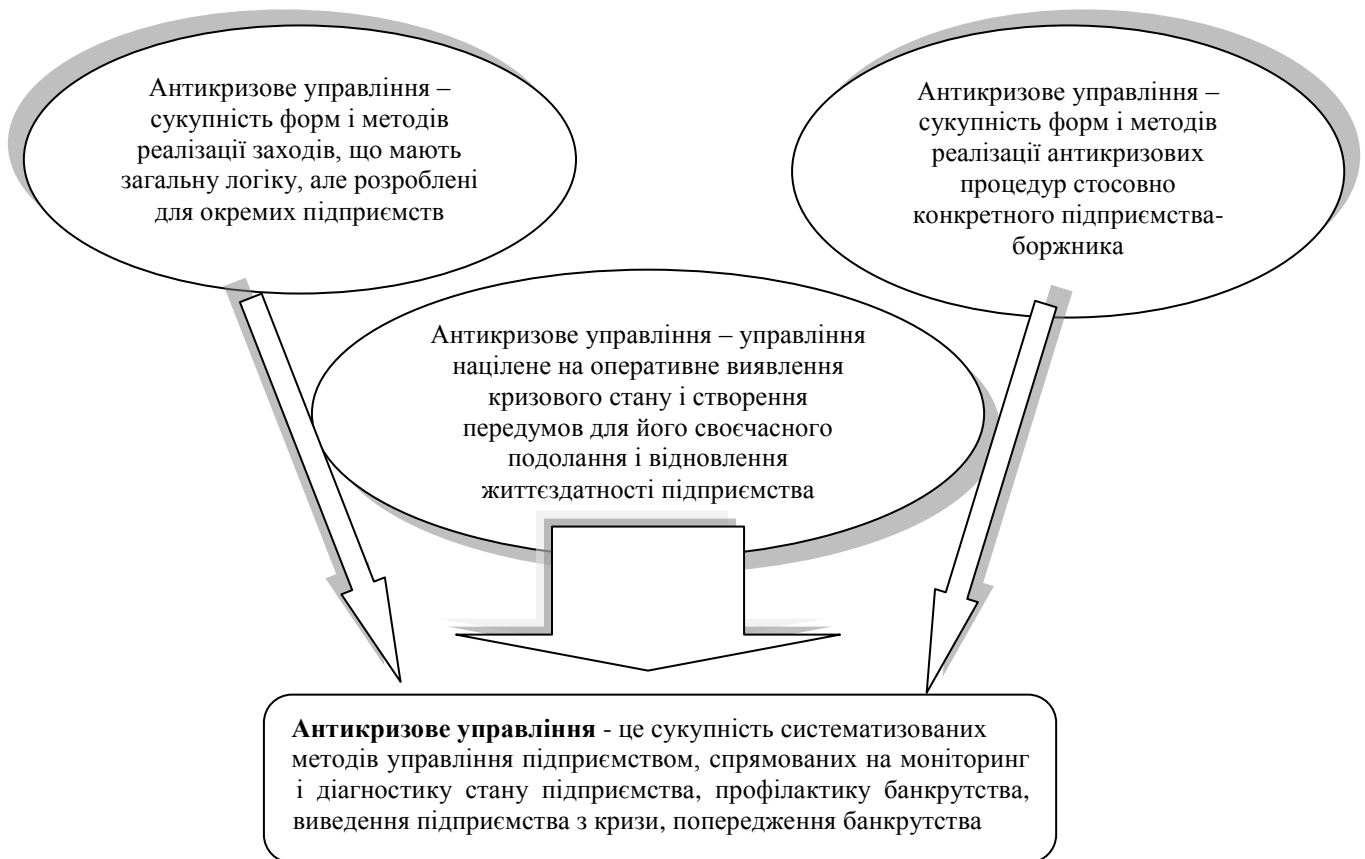 Антикризове управління –
сукупність форм і методів
реалізації заходів, що мають
загальну логіку, але розроблені
для окремих підприємств
Антикризове управління –
сукупність форм і методів
реалізації антикризових
процедур стосовно
конкретного підприємства-
боржника
Антикризове управління – управління
націлене на оперативне виявлення
кризового стану і створення
передумов для його своєчасного
подолання і відновлення
життєздатності підприємства
Антикризове управління - це сукупність систематизованих
методів управління підприємством, спрямованих на моніторинг
і діагностику стану підприємства, профілактику банкрутства,
виведення підприємства з кризи, попередження банкрутства